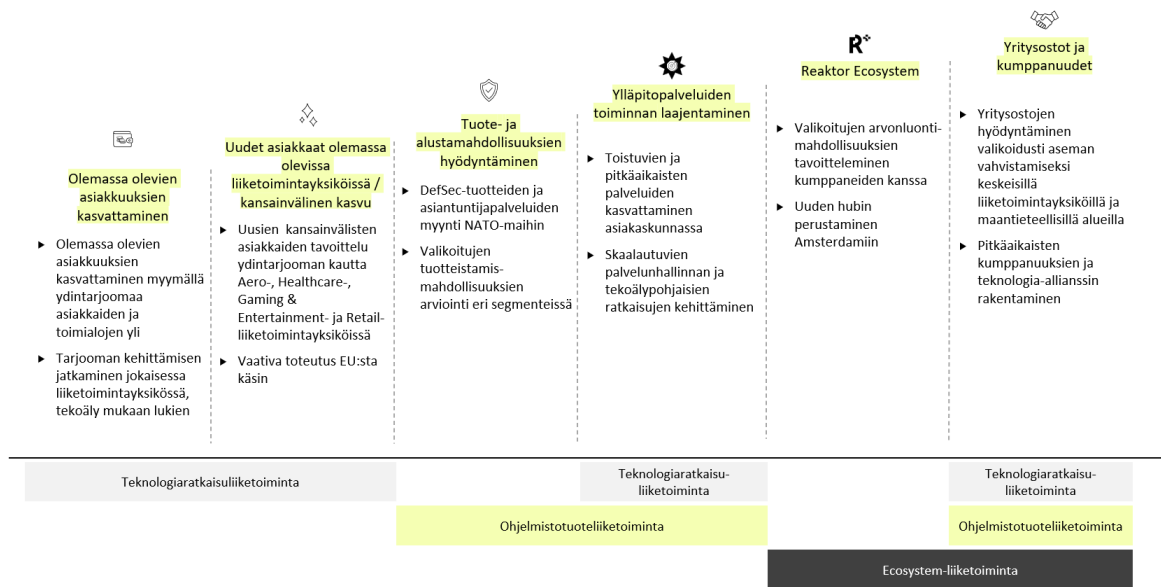 Olemassa olevien
asiakkuuksien
kasvattaminen
► Olemassa olevien
asiakkuuksien
kasvattaminen myymällä
ydintarjoomaa
asiakkaiden ja
toimialojen yli
► Tarjooman kehittämisen
jatkaminen jokaisessa
liiketoimintayksikössä,
tekoäly mukaan lukien
Uudet asiakkaat olemassa
olevissa
liiketoimintayksiköissä /
kansainvälinen kasvu
► Uusien kansainvälisten
asiakkaiden tavoittelu
ydintarjooman kautta
Aero-, Healthcare-,
Gaming &
Entertainment- ja Retail-
liiketoimintayksiköissä
► Vaativa toteutus EU:sta
käsin
Tuote- ja
alustamahdollisuuksien
hyödyntäminen
► DefSec-tuotteiden ja
asiantuntijapalveluiden
myynti NATO-maihin
► Valikoitujen
tuotteistamis-
mahdollisuuksien
arviointi eri segmenteissä
Ylläpitopalveluiden
toiminnan laajentaminen
► Toistuvien ja
pitkäaikaisten
palveluiden
kasvattaminen
asiakaskunnassa
► Skaalautuvien
palvelunhallinnan ja
tekoälypohjaisten
ratkaisujen kehittäminen
R
Reaktor Ecosystem
► Valikoitujen arvonluonti-
mahdollisuuksien
tavoitteleminen
kumppaneiden kanssa
► Uuden hubin
perustaminen
Amsterdamiin
Yritysostot ja
kumppanuudet
► Yritysostojen
hyödyntäminen
valikoidusti aseman
vahvistamiseksi
keskeisillä
liiketoimintayksiköillä ja
maantieteellisillä alueilla
► Pitkäaikaisten
kumppanuuksien ja
teknologia-allianssin
rakentaminen
Teknologiaratkaisuliiketoiminta
Teknologiaratkaisu-
liiketoiminta
Teknologiaratkaisu-
liiketoiminta
Ohjelmistotuoteliiketoiminta
Ohjelmistotuoteliiketoiminta
Ecosystem-liiketoiminta